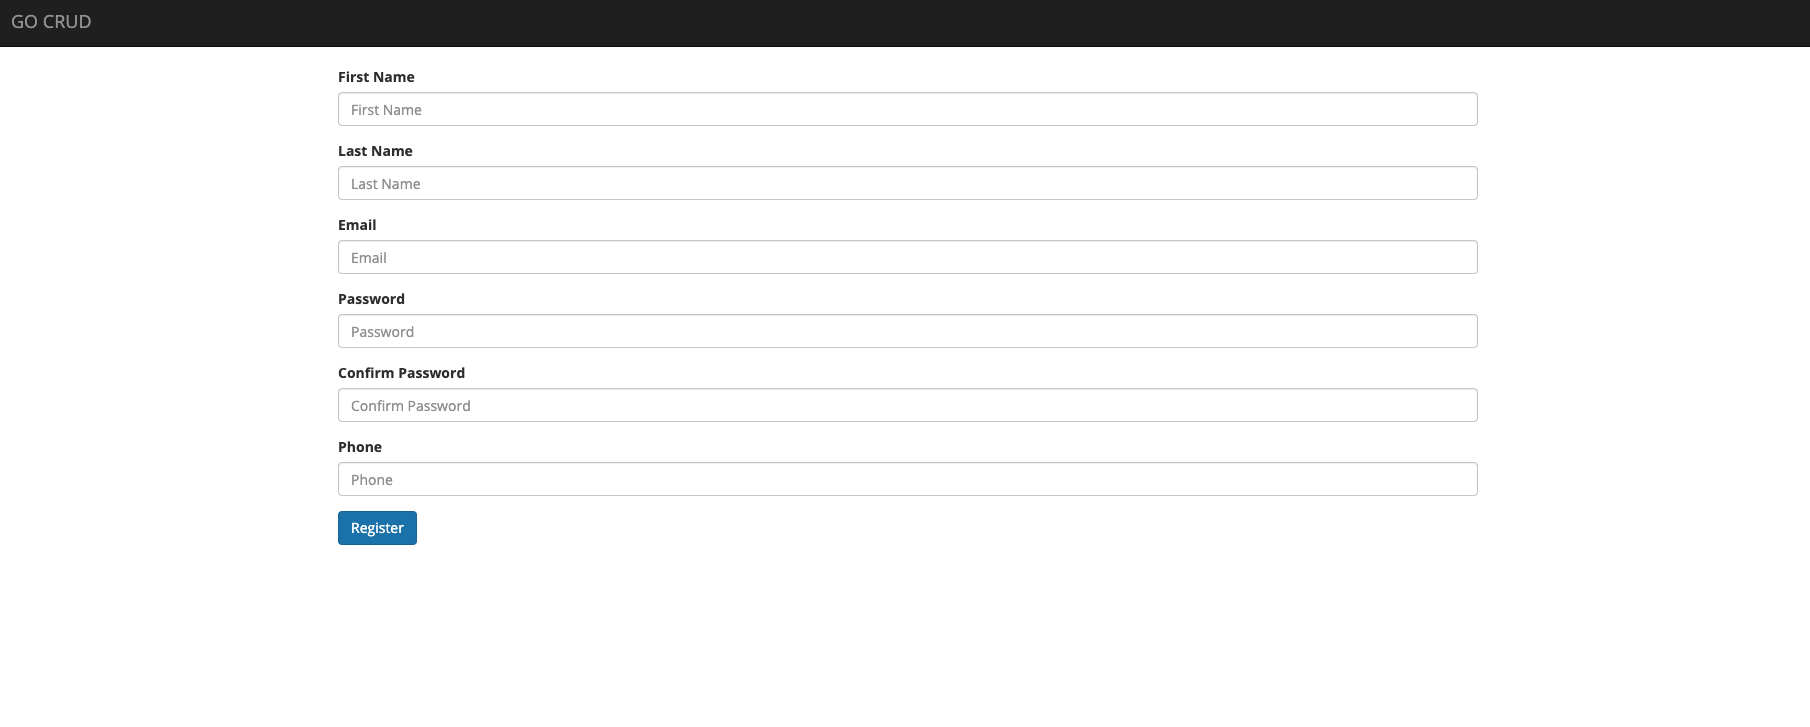 GO CRUD
First Name
First Name
Last Name
Last Name
Email
Email
Password
Password
Confirm Password
Confirm Password
Phone
Phone
Register